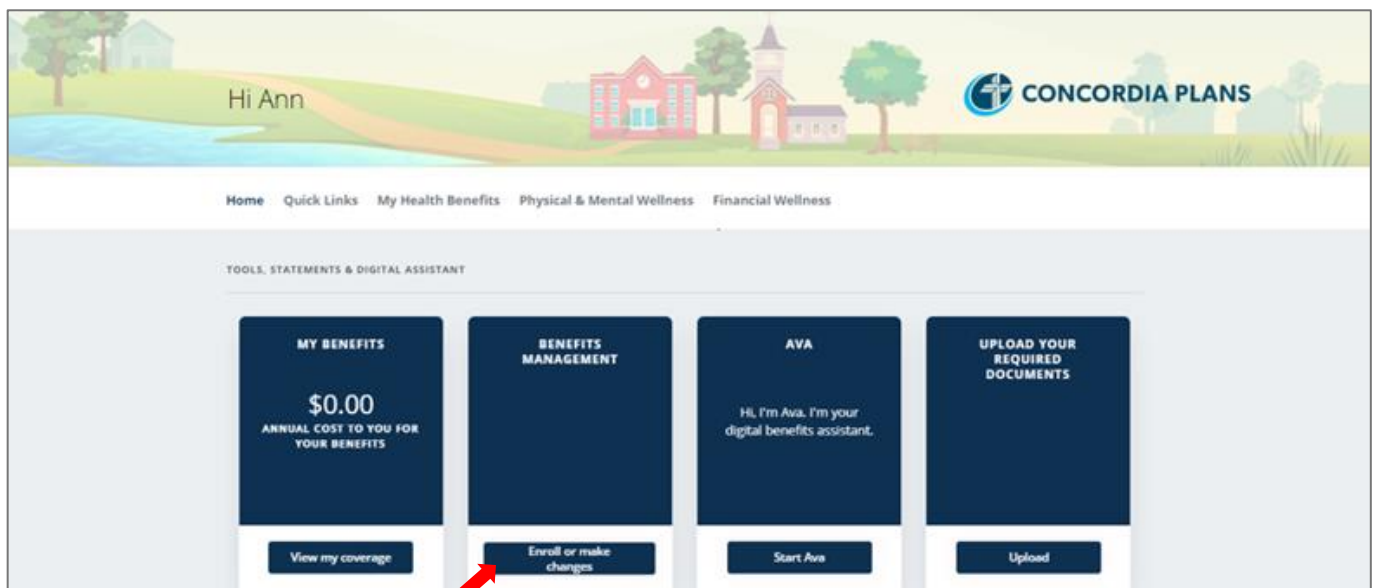 Hi Ann
CONCORDIA PLANS
Home Quick Links My Health Benefits Physical & Mental Wellness Financial Wellness
TOOLS, STATEMENTS & DIGITAL ASSISTANT
MY BENEFITS
$0.00
ANNUAL COST TO YOU FOR
YOUR BENEFITS
View my coverage
BENEFITS
MANAGEMENT
Enroll or make
changes
AVA
Hi, I'm Ava. I'm your
digital benefits assistant.
Start Ava
UPLOAD YOUR
REQUIRED
DOCUMENTS
Upload